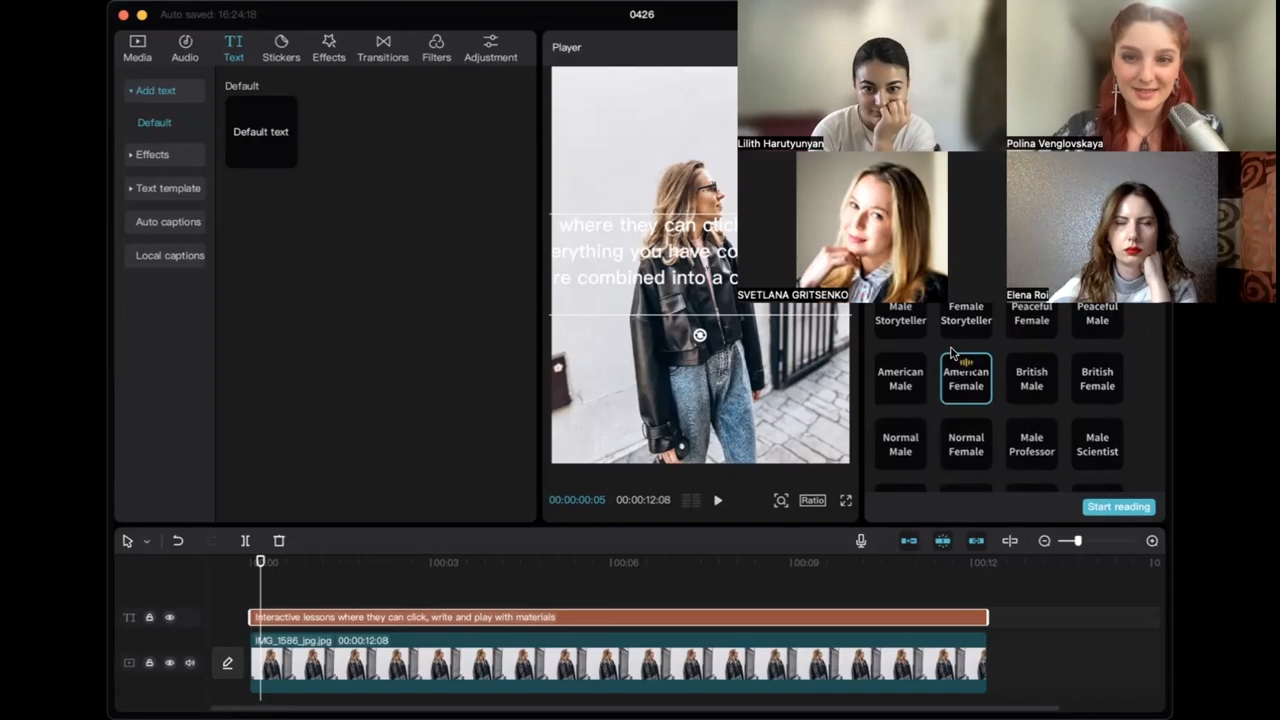 Auto saved: 16:24:18
0426
Media
Audio
TI
Text
Stickers
Effects
Transitions
Filters
Adjustment
Add text
Default
Effects
Text template
Auto captions
Local captions
Default
Default text
Player
where they can click
erything you have co
re combined into a c
00:00:00:05
00:00:12:08
Ratio
Lilith Harutyunyan
Polina Venglovskaya
SVETLANA GRITSENKO
Elena Roi
Male
Storyteller
Female
Storyteller
Peaceful
Female
Peaceful
Male
American
Male
American
Female
British
Male
British
Female
Normal
Male
Normal
Female
Male
Professor
Male
Scientist
Start reading
00:03
00:06
00:09
00:12
TI
Interactive lessons where they can click, write and play with materials
IMG_1586_jpg.jpg 00:00:12:08